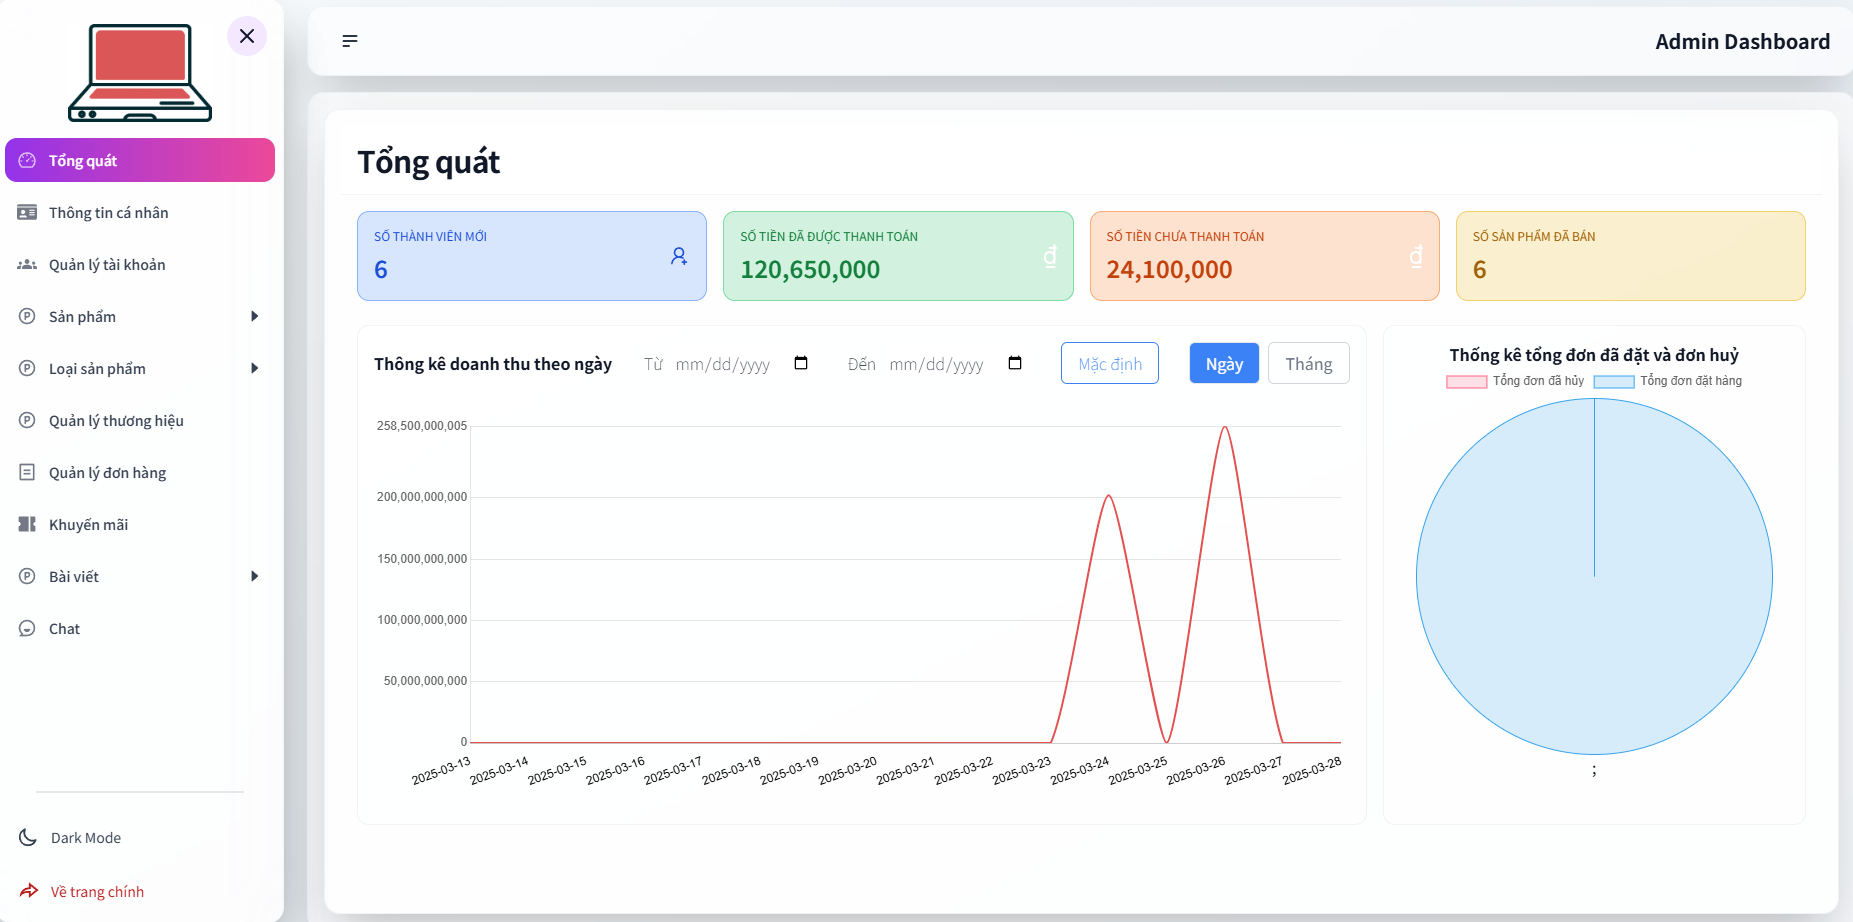 Tổng quát
Thông tin cá nhân
Quản lý tài khoản
Sản phẩm
Loại sản phẩm
Quản lý thương hiệu
Quản lý đơn hàng
Khuyến mãi
Bài viết
Chat
Dark Mode
Về trang chính
Admin Dashboard
Tổng quát
SỐ THÀNH VIÊN MỚI
6
SỐ TIỀN ĐÃ ĐƯỢC THANH TOÁN
120,650,000
đ
SỐ TIỀN CHƯA THANH TOÁN
24,100,000
đ
SỐ SẢN PHẨM ĐÃ BÁN
6
Thông kê doanh thu theo ngày Từ mm/dd/yyyy Đến mm/dd/yyyy Mặc định Ngày Tháng
258,500,000,005
200,000,000,000
150,000,000,000
100,000,000,000
50,000,000,000
0
2025-03-13 2025-03-14 2025-03-15 2025-03-16 2025-03-17 2025-03-18 2025-03-19 2025-03-20 2025-03-21 2025-03-22 2025-03-23 2025-03-24 2025-03-25 2025-03-26 2025-03-27 2025-03-28
Thống kê tổng đơn đã đặt và đơn huỷ
Tổng đơn đã hủy Tổng đơn đặt hàng
;